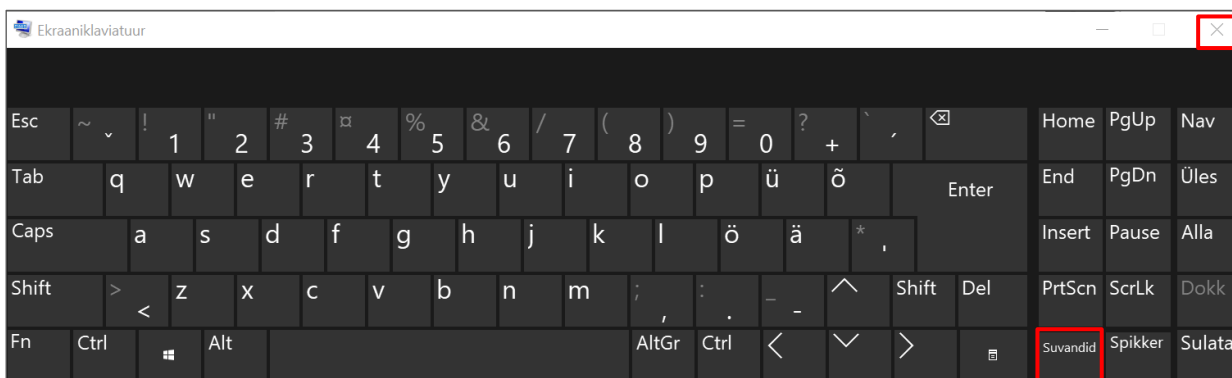 Ekraaniklaviatuur
Esc ~ ˇ ! 1 " 2 # 3 ¤ 4 % 5 & 6 / 7 ( 8 ) 9 = 0 ? + ` ´ Home PgUp Nav
Tab q w e r t y u i o p ü õ Enter End PgDn Üles
Caps a s d f g h j k l ö ä * ' Insert Pause Alla
Shift > < z x c v b n m ; , : . _ - Shift Del PrtScn ScrLk Dokk
Fn Ctrl Alt AltGr Ctrl Suvandid Spikker Sulata